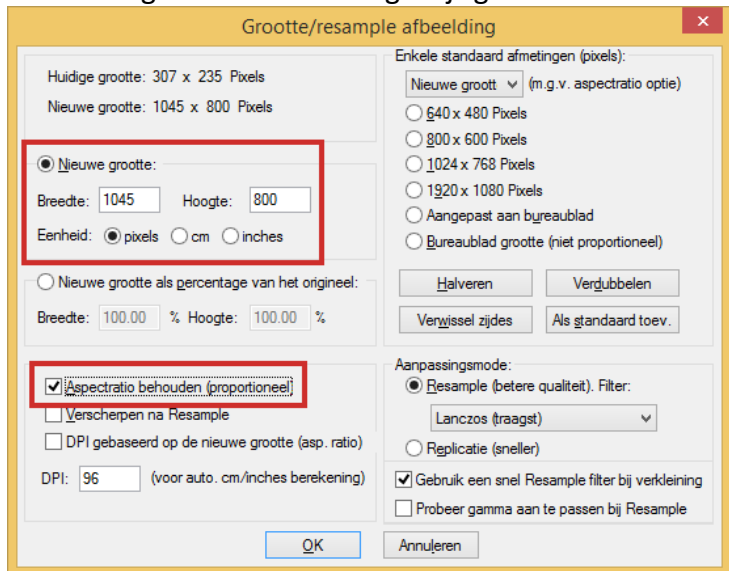 Grootte/resample afbeelding
Huidige grootte: 307 x 235 Pixels
Nieuwe grootte: 1045 x 800 Pixels
Nieuwe grootte:
Breedte: 1045 Hoogte: 800
Eenheid: pixels cm inches
Nieuwe grootte als percentage van het origineel:
Breedte: 100.00 % Hoogte: 100.00 %
Aspectratio behouden (proportioneel)
Verscherpen na Resample
DPI gebaseerd op de nieuwe grootte (asp. ratio)
DPI: 96 (voor auto. cm/inches berekening)
Enkele standaard afmetingen (pixels):
Nieuwe groott (m.g.v. aspectratio optie)
640 x 480 Pixels
800 x 600 Pixels
1024 x 768 Pixels
1920 x 1080 Pixels
Aangepast aan bureaublad
Bureaublad grootte (niet proportioneel)
Halveren Verdubbelen
Verwissel zijdes Als standaard toev.
Aanpassingsmode:
Resample (betere qualiteit). Filter:
Lanczos (traagst)
Replicatie (sneller)
Gebruik een snel Resample filter bij verkleining
Probeer gamma aan te passen bij Resample
OK Annuleren